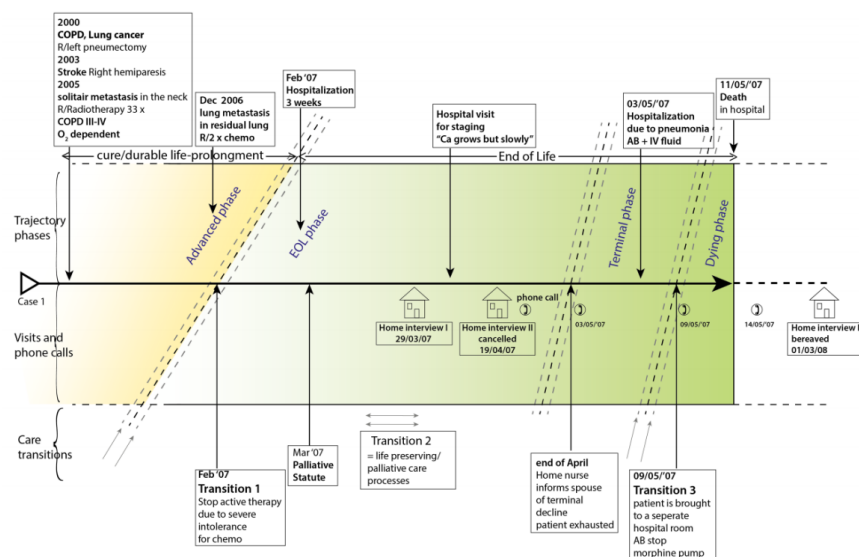 2000
COPD, Lung cancer
R/left pneumectomy
2003
Stroke Right hemiparesis
2005
solitair metastasis in the neck
R/Radiotherapy 33 x
COPD III-IV
O₂ dependent
Dec 2006
lung metastasis
in residual lung
R/2 x chemo
Feb '07
Hospitalization
3 weeks
Hospital visit
for staging
"Ca grows but slowly"
03/05/'07
Hospitalization
due to pneumonia
AB + IV fluid
11/05/'07
Death
in hospital
cure/durable life-prolongment
End of Life
Trajectory
phases
Advanced phase
EOL phase
Terminal phase
Dying phase
Case 1
Visits and
phone calls
Home interview I
29/03/07
Home interview II
cancelled
19/04/07
phone call
03/05/'07
09/05/'07
14/05/'07
Home interview I
bereaved
01/03/08
Care
transitions
Feb '07
Transition 1
Stop active therapy
due to severe
intolerance
for chemo
Mar '07
Palliative
Statute
Transition 2
= life preserving/
palliative care
processes
end of April
Home nurse
informs spouse
of terminal
decline
patient exhausted
09/05/'07
Transition 3
patient is brought
to a seperate
hospital room
AB stop
morphine pump